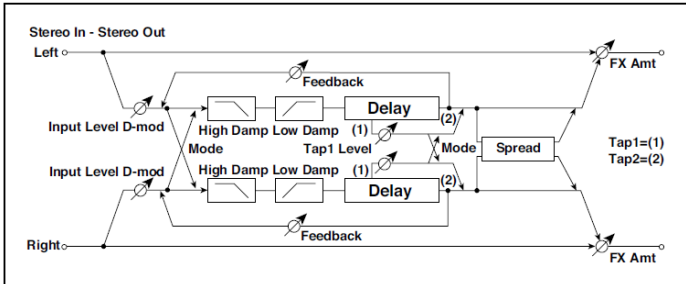 Stereo In - Stereo Out
Left
FX Amt
Feedback
Delay
Input Level D-mod
High Damp Low Damp (1) (2)
Mode Tap1 Level Mode Spread Tap1=(1)
Tap2=(2)
Input Level D-mod
High Damp Low Damp (1) (2)
Delay
Feedback
Right
FX Amt